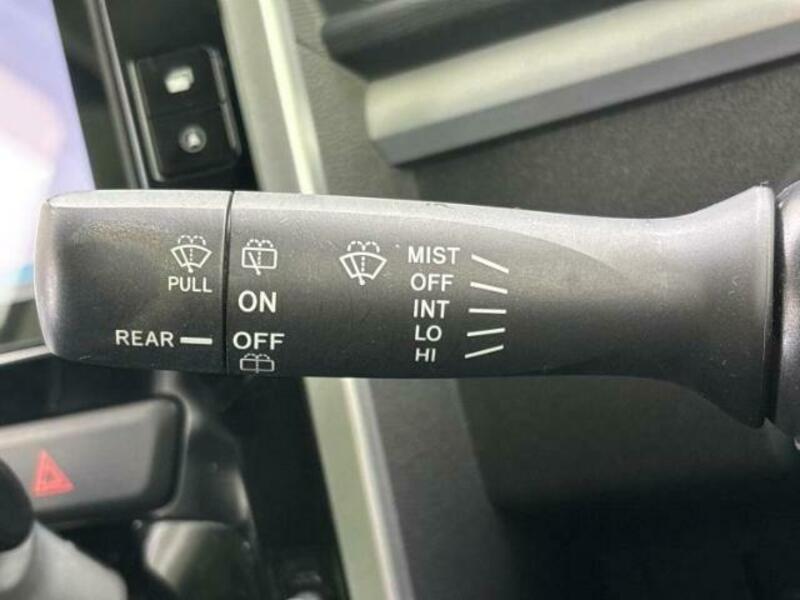 PULL
REAR
ON
OFF
MIST
OFF
INT
LO
HI